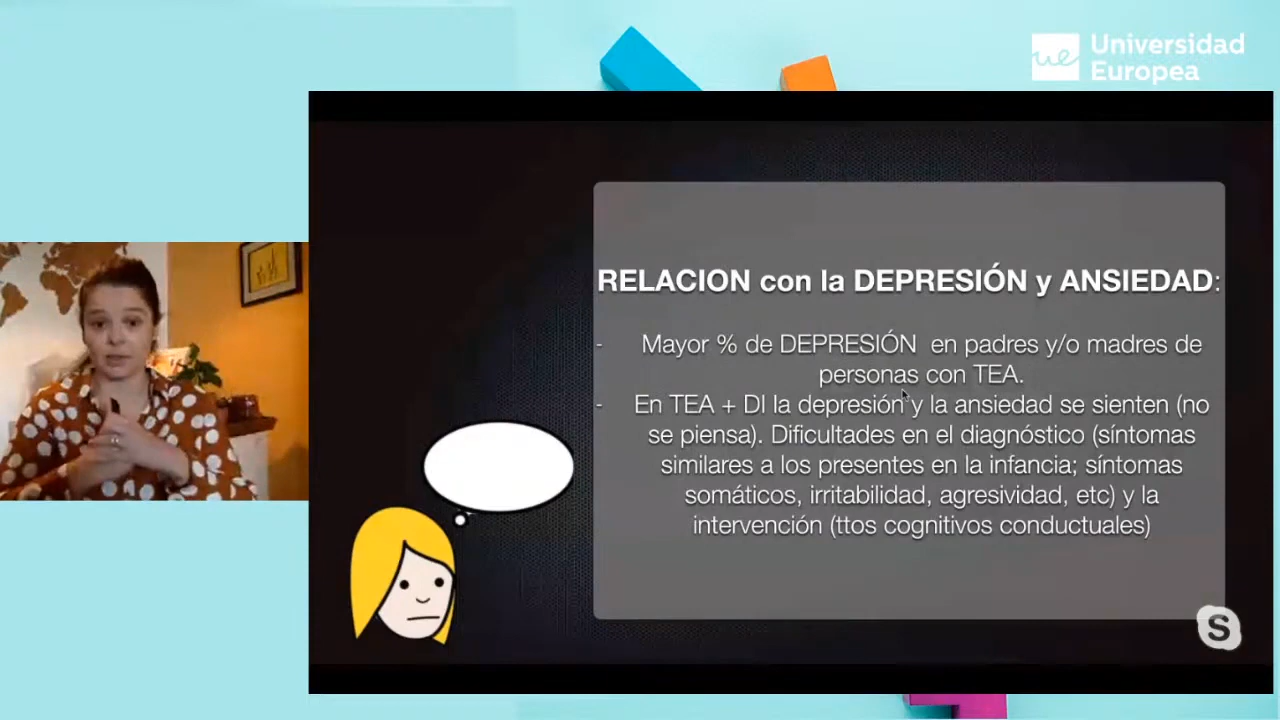 Universidad
Europea
RELACION con la DEPRESIÓN y ANSIEDAD:
- Mayor % de DEPRESIÓN en padres y/o madres de
personas con TEA.
- En TEA + DI la depresión y la ansiedad se sienten (no
se piensa). Dificultades en el diagnóstico (síntomas
similares a los presentes en la infancia; síntomas
somáticos, irritabilidad, agresividad, etc) y la
intervención (ttos cognitivos conductuales)
S